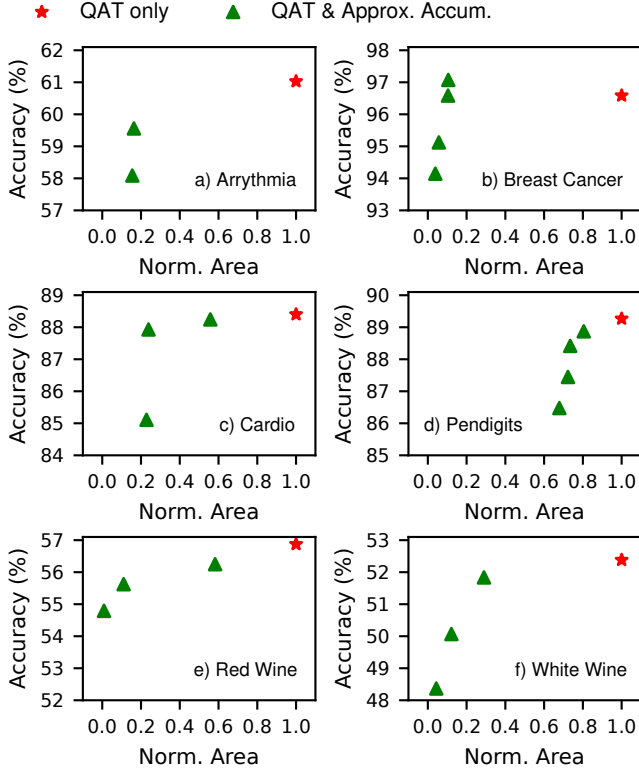 QAT only QAT & Approx. Accum.
Accuracy (%)
62
61
60
59
58
57
a) Arrythmia
0.0 0.2 0.4 0.6 0.8 1.0
Norm. Area
Accuracy (%)
98
97
96
95
94
93
b) Breast Cancer
0.0 0.2 0.4 0.6 0.8 1.0
Norm. Area
Accuracy (%)
89
88
87
86
85
84
c) Cardio
0.0 0.2 0.4 0.6 0.8 1.0
Norm. Area
Accuracy (%)
90
89
88
87
86
85
d) Pendigits
0.0 0.2 0.4 0.6 0.8 1.0
Norm. Area
Accuracy (%)
57
56
55
54
53
52
e) Red Wine
0.0 0.2 0.4 0.6 0.8 1.0
Norm. Area
Accuracy (%)
53
52
51
50
49
48
f) White Wine
0.0 0.2 0.4 0.6 0.8 1.0
Norm. Area